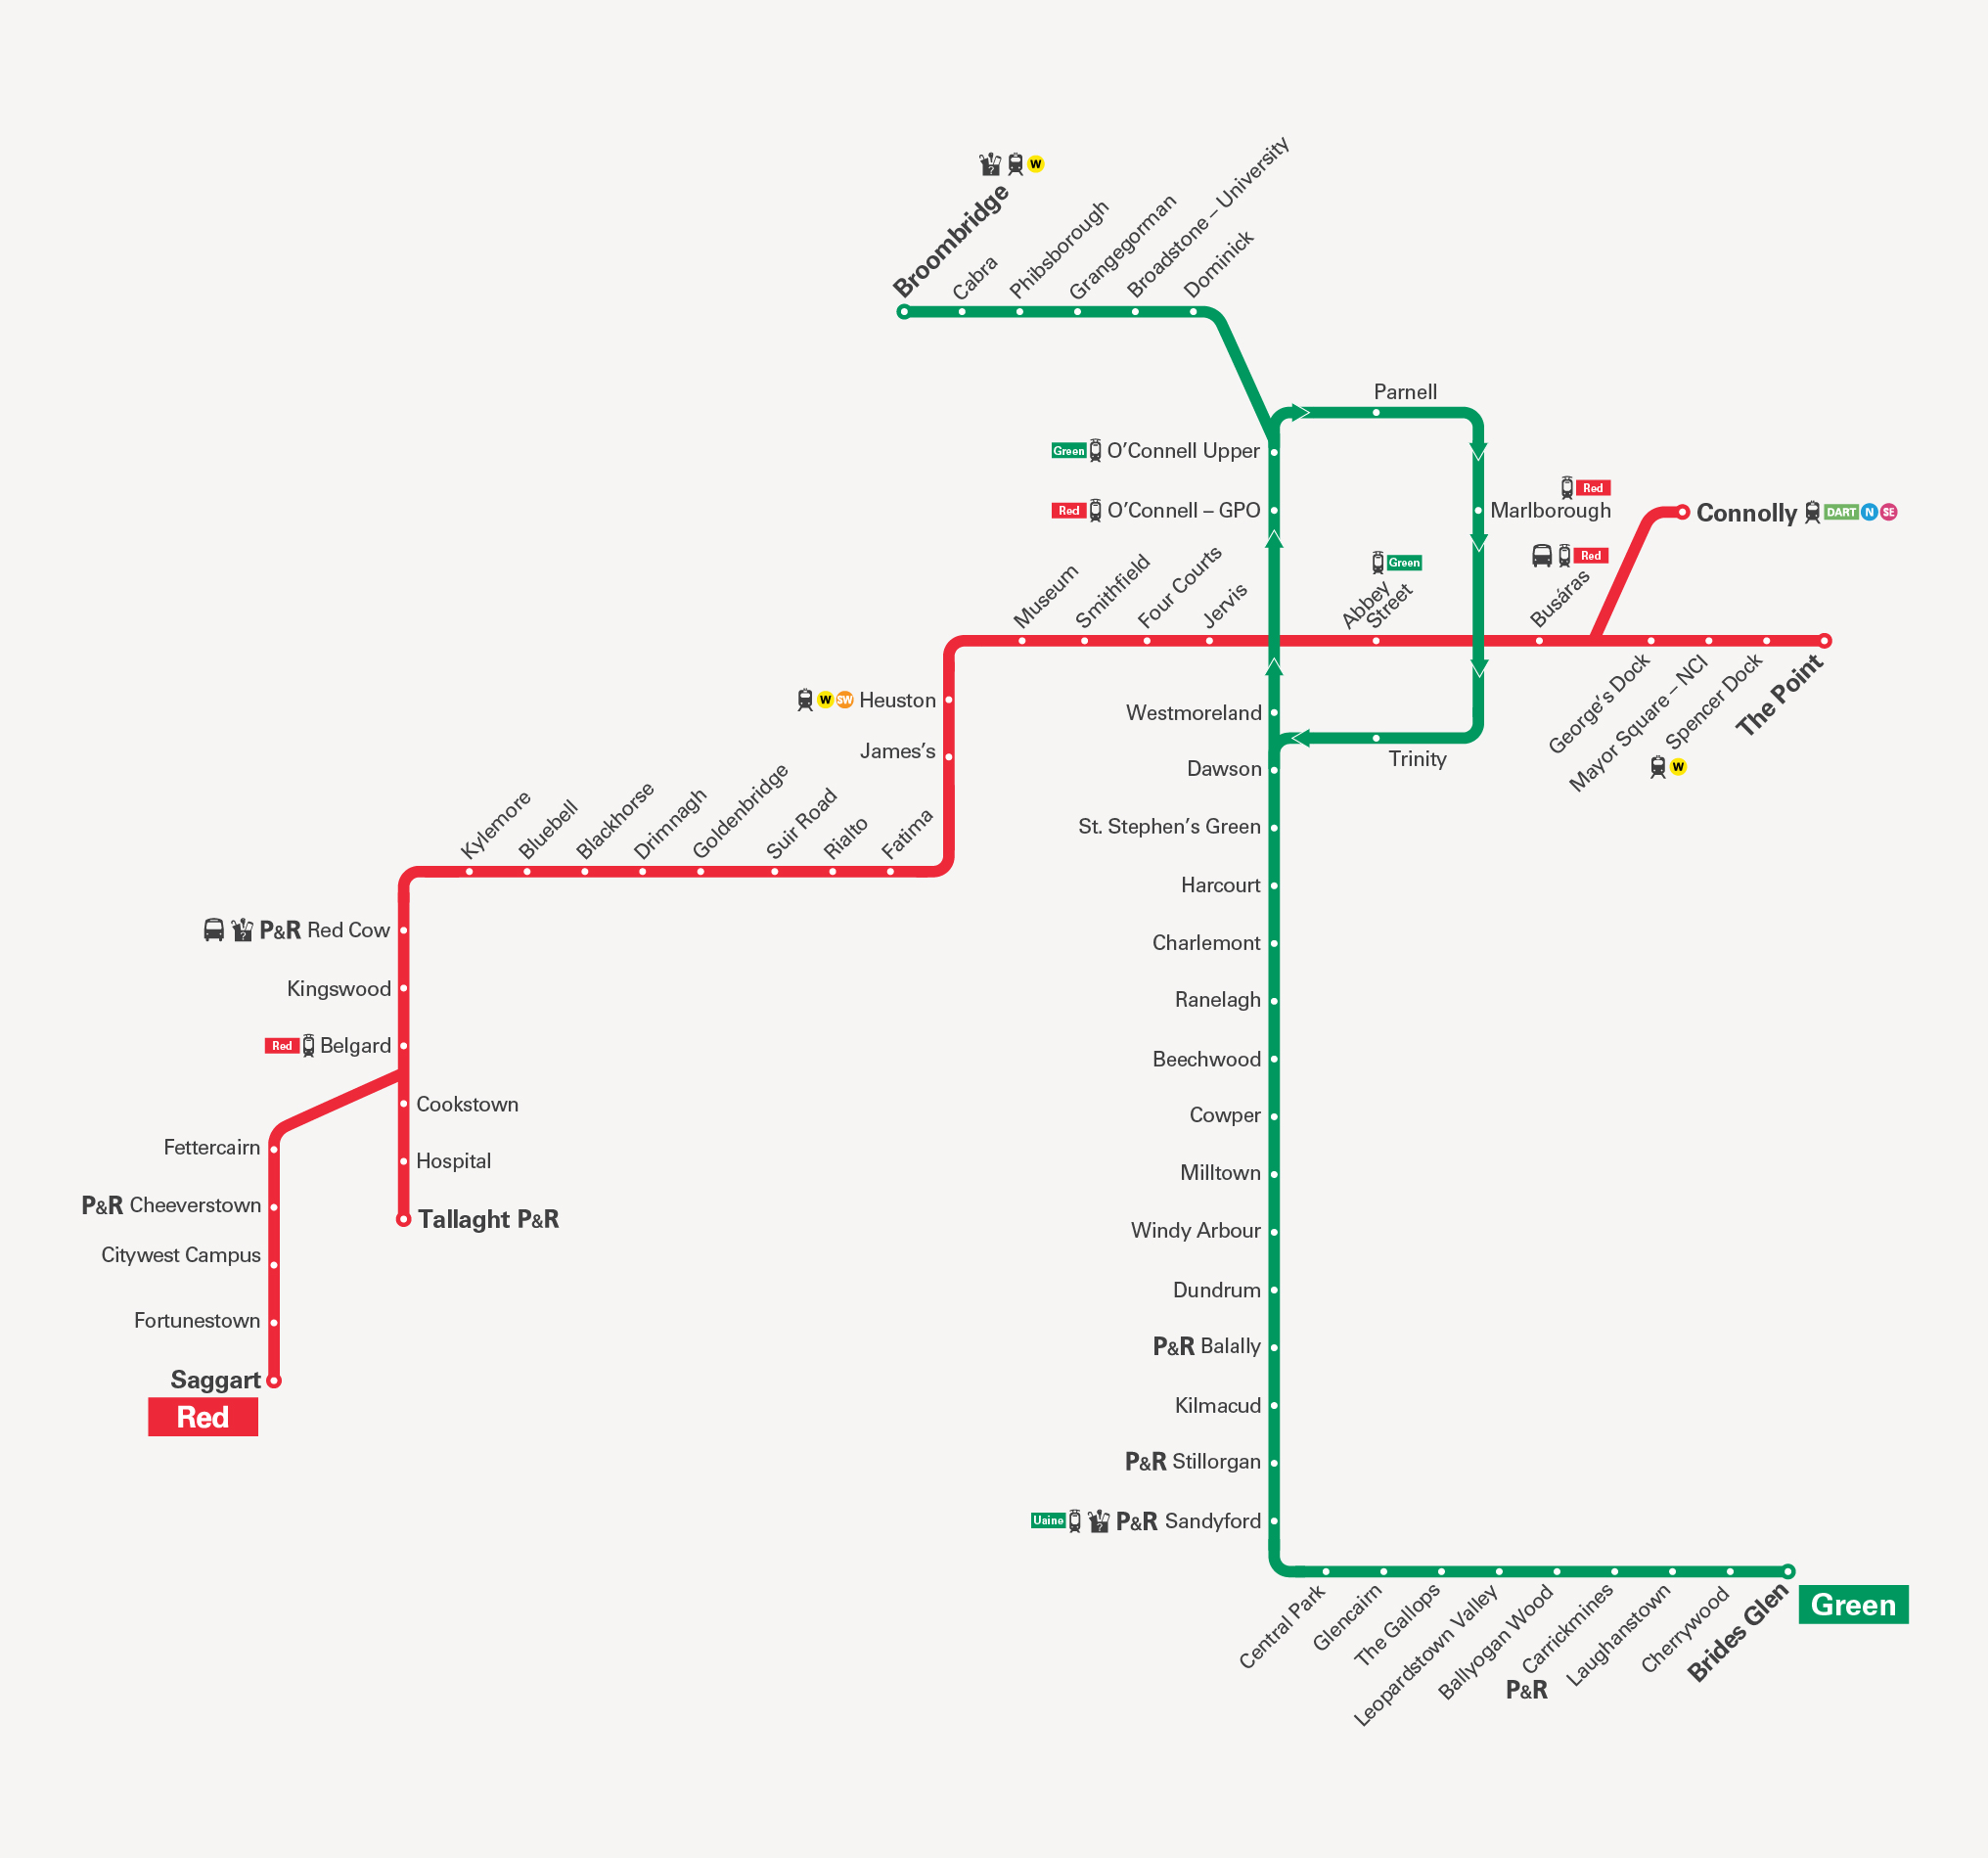 W
Broombridge
Cabra
Phibsborough
Grangegorman
Broadstone – University
Dominick
Parnell
Green O’Connell Upper
Red O’Connell – GPO
Red
Marlborough
Connolly DART N SE
Red
Busáras
Green
Abbey
Street
Museum
Smithfield
Four Courts
Jervis
W SW Heuston
James’s
George’s Dock
Mayor Square – NCI
Spencer Dock
W
The Point
Westmoreland
Trinity
Dawson
St. Stephen’s Green
Harcourt
Charlemont
Ranelagh
Beechwood
Cowper
Milltown
Windy Arbour
Dundrum
P&R Balally
Kilmacud
P&R Stillorgan
Uaine ? P&R Sandyford
Kylemore
Bluebell
Blackhorse
Drimnagh
Goldenbridge
Suir Road
Rialto
Fatima
? P&R Red Cow
Kingswood
Red Belgard
Cookstown
Hospital
Tallaght P&R
Fettercairn
P&R Cheeverstown
Citywest Campus
Fortunestown
Saggart
Red
Central Park
Glencairn
The Gallops
Leopardstown Valley
Ballyogan Wood
Carrickmines
P&R
Laughanstown
Cherrywood
Brides Glen
Green